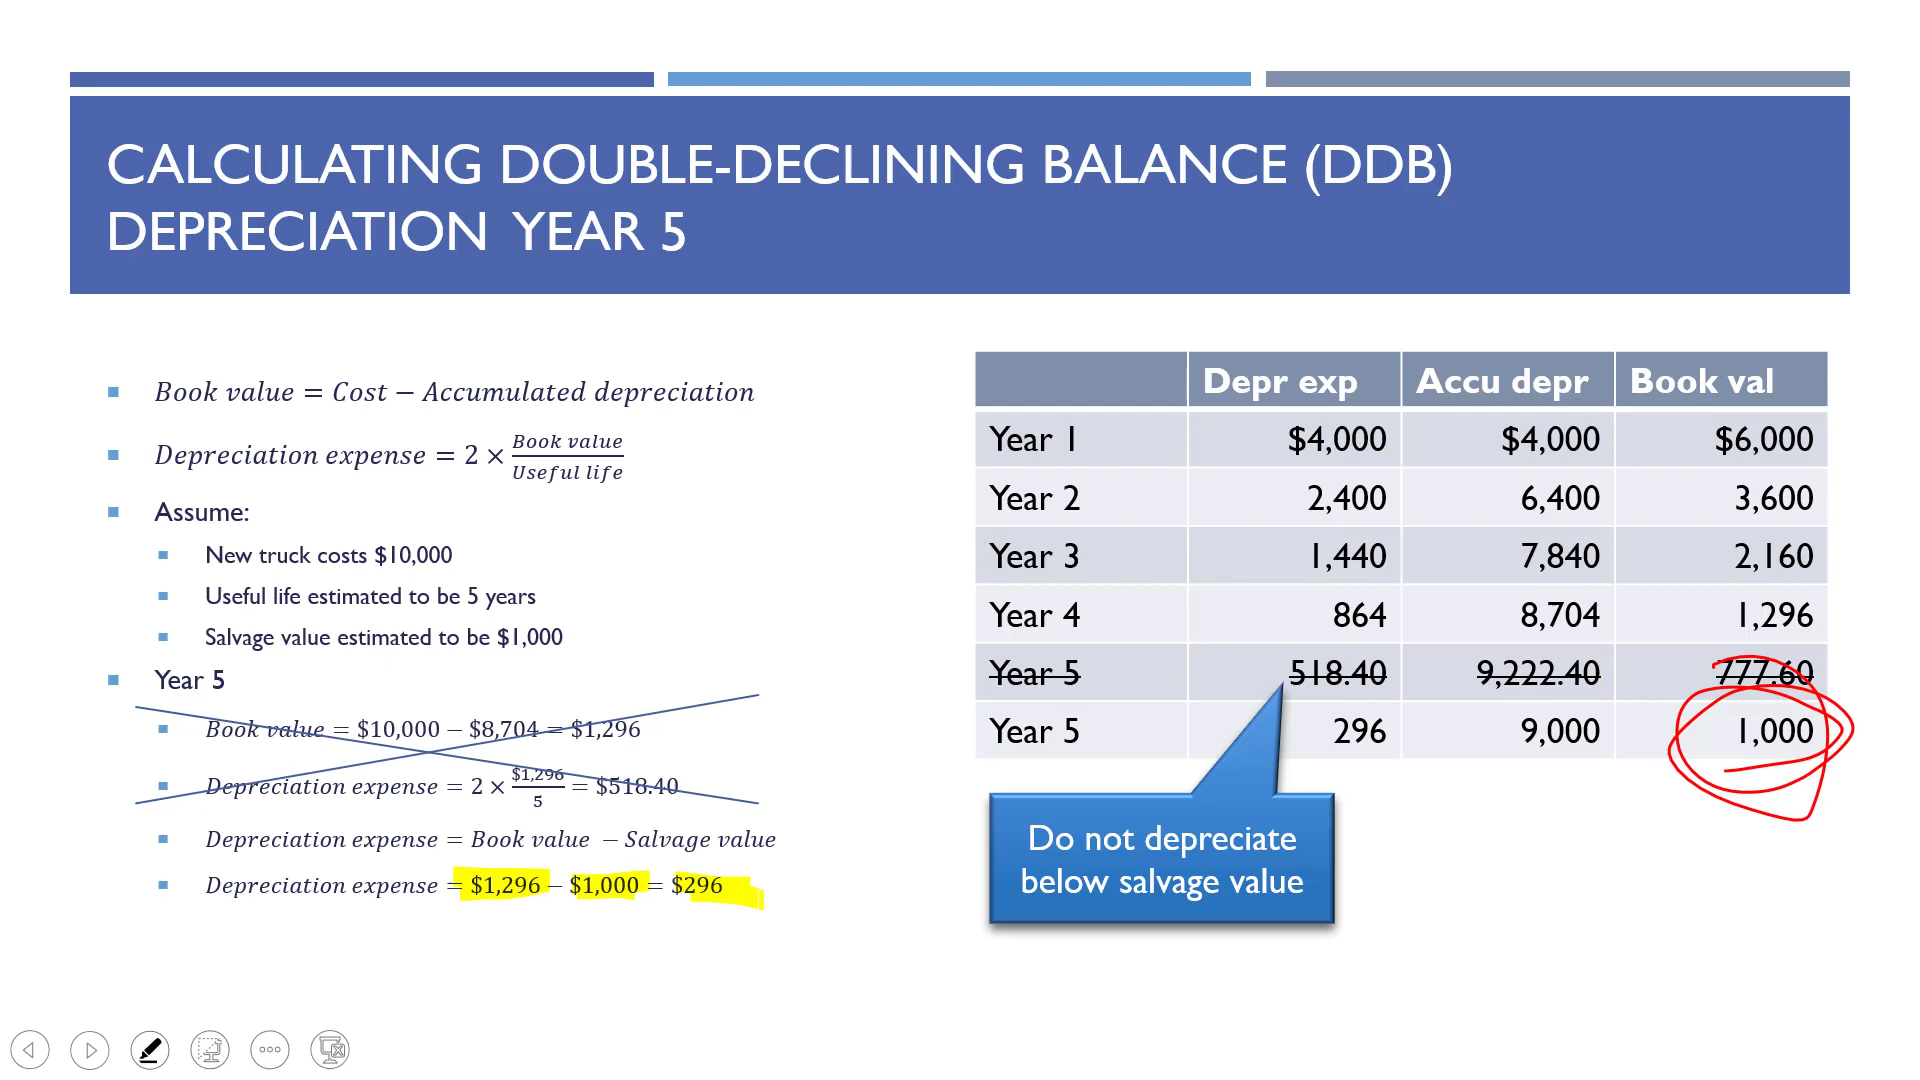 CALCULATING DOUBLE-DECLINING BALANCE (DDB)
DEPRECIATION YEAR 5
Book value = Cost − Accumulated depreciation
Depreciation expense = 2 × Book value / Useful life
Assume:
New truck costs $10,000
Useful life estimated to be 5 years
Salvage value estimated to be $1,000
Year 5
Book value = $10,000 − $8,704 = $1,296
Depreciation expense = 2 × $1,296 / 5 = $518.40
Depreciation expense = Book value − Salvage value
Depreciation expense = $1,296 − $1,000 = $296
Depr exp Accu depr Book val
Year 1 $4,000 $4,000 $6,000
Year 2 2,400 6,400 3,600
Year 3 1,440 7,840 2,160
Year 4 864 8,704 1,296
Year 5 518.40 9,222.40 777.60
Year 5 296 9,000 1,000
Do not depreciate
below salvage value